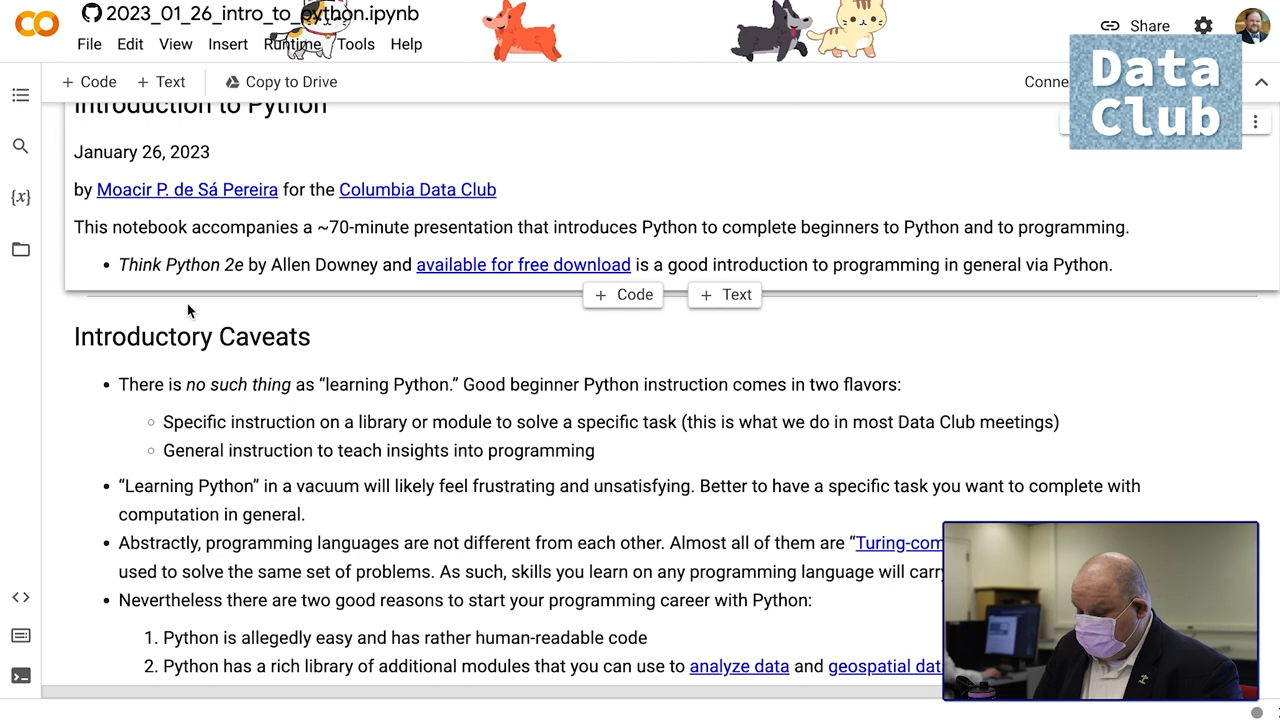 2023_01_26_intro_to_python.ipynb
File Edit View Insert Runtime Tools Help
Share
+ Code + Text Copy to Drive
Conne
Data
Club
Introduction to Python
January 26, 2023
by Moacir P. de Sá Pereira for the Columbia Data Club
This notebook accompanies a ~70-minute presentation that introduces Python to complete beginners to Python and to programming.
• Think Python 2e by Allen Downey and available for free download is a good introduction to programming in general via Python.
+ Code + Text
Introductory Caveats
• There is no such thing as “learning Python.” Good beginner Python instruction comes in two flavors:
◦ Specific instruction on a library or module to solve a specific task (this is what we do in most Data Club meetings)
◦ General instruction to teach insights into programming
• “Learning Python” in a vacuum will likely feel frustrating and unsatisfying. Better to have a specific task you want to complete with
computation in general.
• Abstractly, programming languages are not different from each other. Almost all of them are “Turing-com
used to solve the same set of problems. As such, skills you learn on any programming language will carry
• Nevertheless there are two good reasons to start your programming career with Python:
1. Python is allegedly easy and has rather human-readable code
2. Python has a rich library of additional modules that you can use to analyze data and geospatial dat